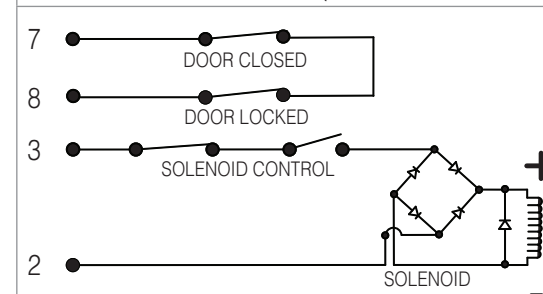 7
DOOR CLOSED
8
DOOR LOCKED
3
SOLENOID CONTROL
+
2
SOLENOID